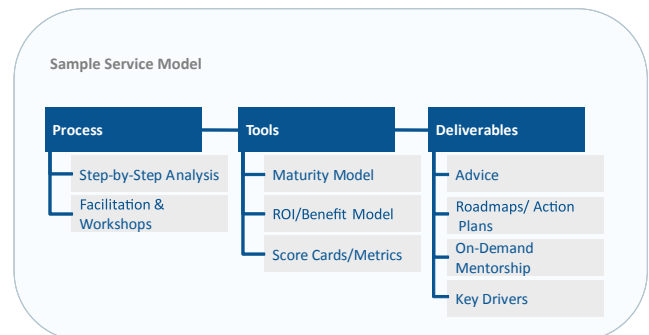 Sample Service Model
Process
Step-by-Step Analysis
Facilitation &
Workshops
Tools
Maturity Model
ROI/Benefit Model
Score Cards/Metrics
Deliverables
Advice
Roadmaps/ Action
Plans
On-Demand
Mentorship
Key Drivers